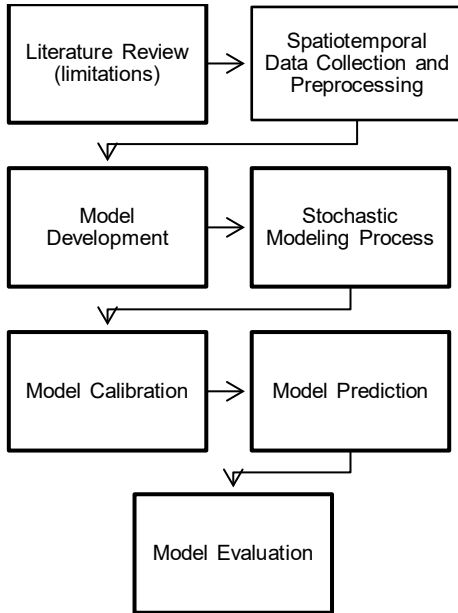 Literature Review
(limitations)
Spatiotemporal
Data Collection and
Preprocessing
Model
Development
Stochastic
Modeling Process
Model Calibration
Model Prediction
Model Evaluation